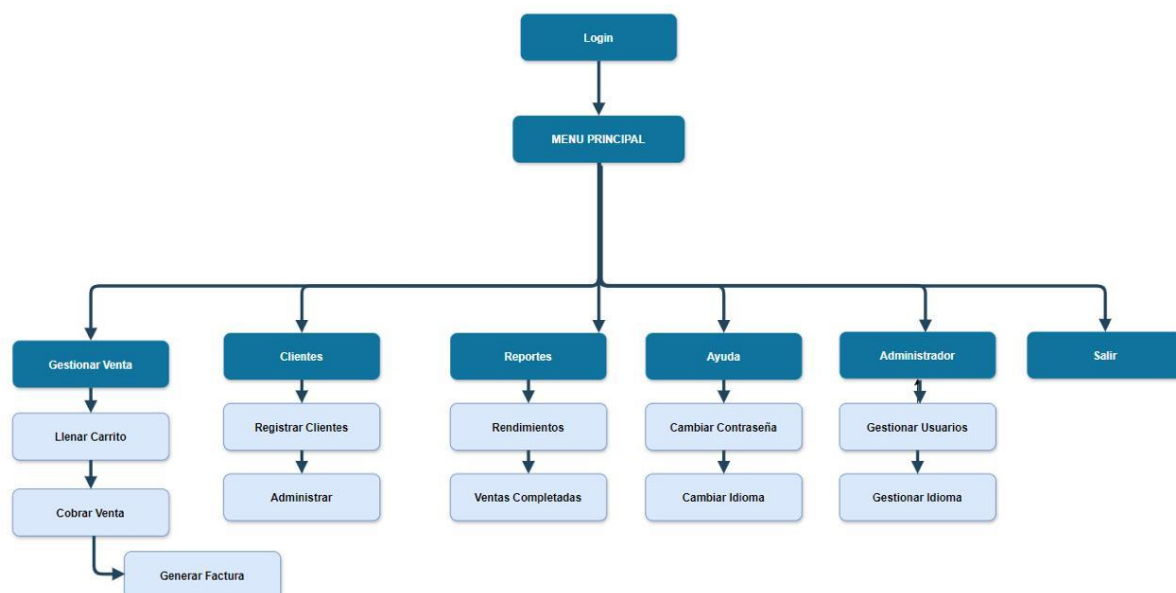 Login
MENU PRINCIPAL
Gestionar Venta
Clientes
Reportes
Ayuda
Administrador
Salir
Llenar Carrito
Registrar Clientes
Rendimientos
Cambiar Contraseña
Gestionar Usuarios
Cobrar Venta
Administrar
Ventas Completadas
Cambiar Idioma
Gestionar Idioma
Generar Factura